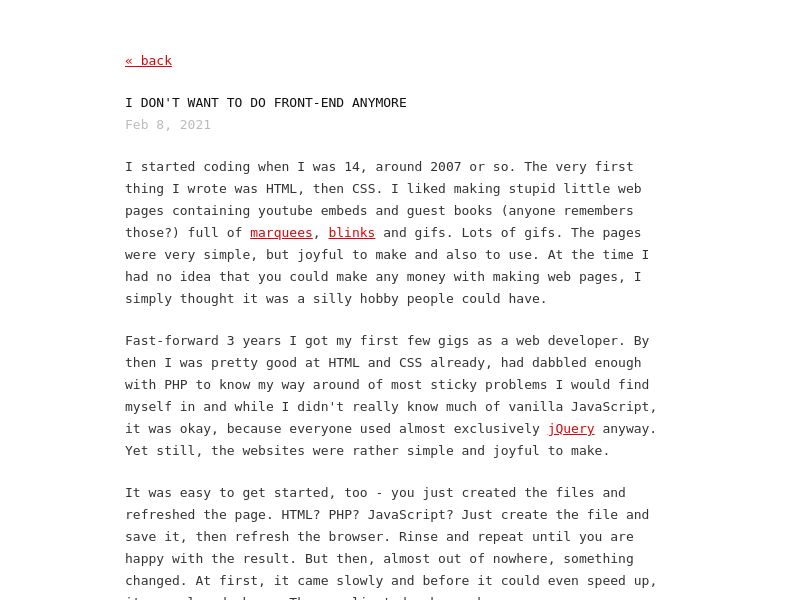 « back
I DON'T WANT TO DO FRONT-END ANYMORE
Feb 8, 2021
I started coding when I was 14, around 2007 or so. The very first
thing I wrote was HTML, then CSS. I liked making stupid little web
pages containing youtube embeds and guest books (anyone remembers
those?) full of marquees, blinks and gifs. Lots of gifs. The pages
were very simple, but joyful to make and also to use. At the time I
had no idea that you could make any money with making web pages, I
simply thought it was a silly hobby people could have.
Fast-forward 3 years I got my first few gigs as a web developer. By
then I was pretty good at HTML and CSS already, had dabbled enough
with PHP to know my way around of most sticky problems I would find
myself in and while I didn't really know much of vanilla JavaScript,
it was okay, because everyone used almost exclusively jQuery anyway.
Yet still, the websites were rather simple and joyful to make.
It was easy to get started, too - you just created the files and
refreshed the page. HTML? PHP? JavaScript? Just create the file and
save it, then refresh the browser. Rinse and repeat until you are
happy with the result. But then, almost out of nowhere, something
changed. At first, it came slowly and before it could even speed up,